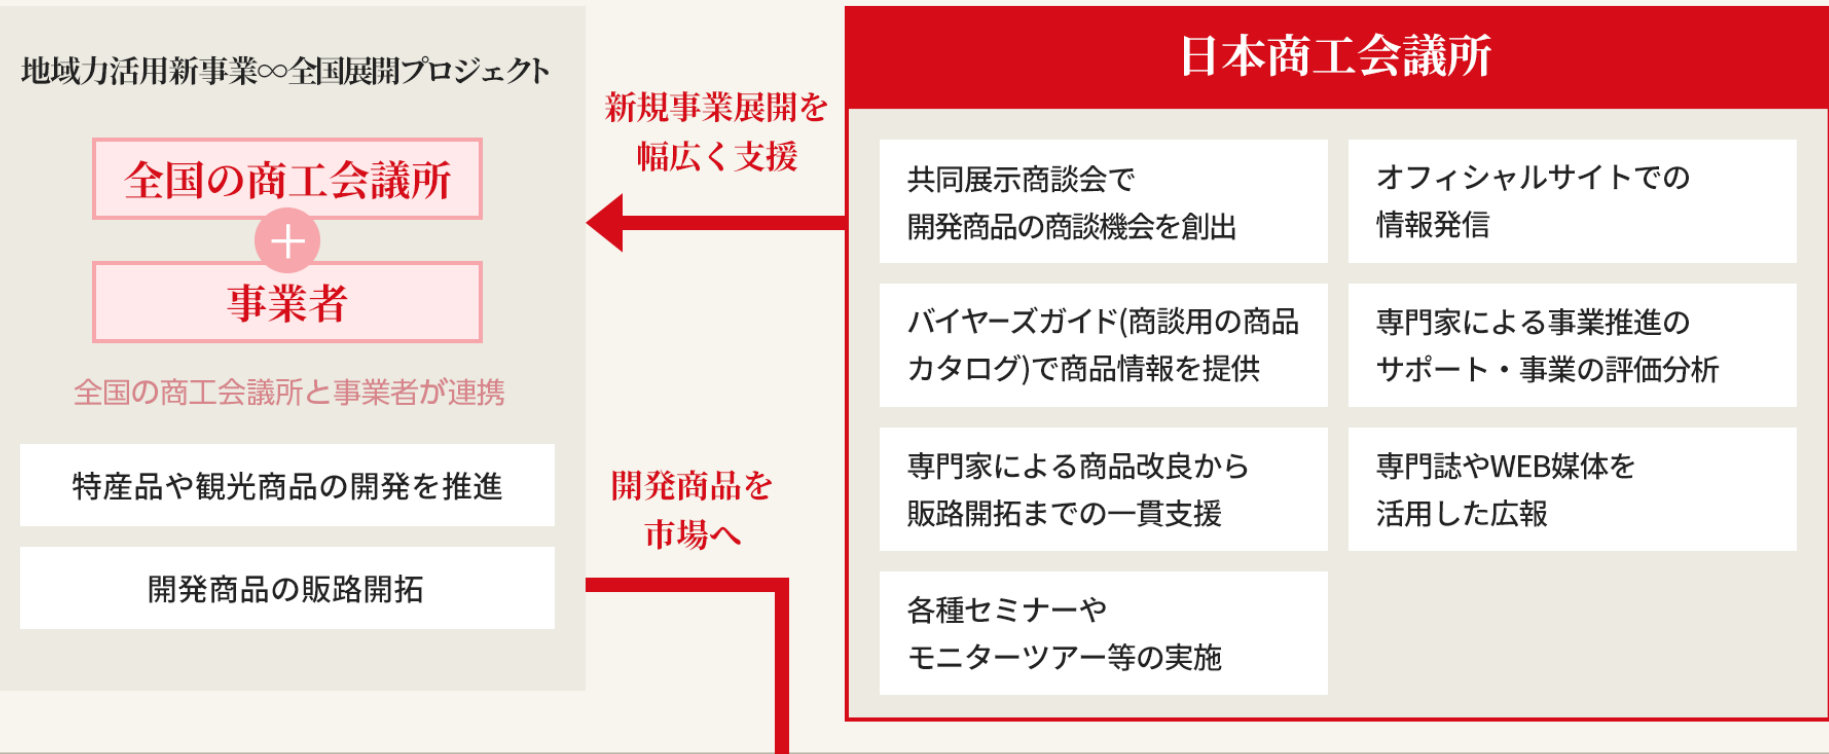 地域力活用新事業∞全国展開プロジェクト
全国の商工会議所
+
事業者
全国の商工会議所と事業者が連携
特産品や観光商品の開発を推進
開発商品の販路開拓
新規事業展開を
幅広く支援
開発商品を
市場へ
日本商工会議所
共同展示商談会で
開発商品の商談機会を創出
オフィシャルサイトでの
情報発信
バイヤーズガイド(商談用の商品
カタログ)で商品情報を提供
専門家による事業推進の
サポート・事業の評価分析
専門家による商品改良から
販路開拓までの一貫支援
専門誌やWEB媒体を
活用した広報
各種セミナーや
モニターツアー等の実施